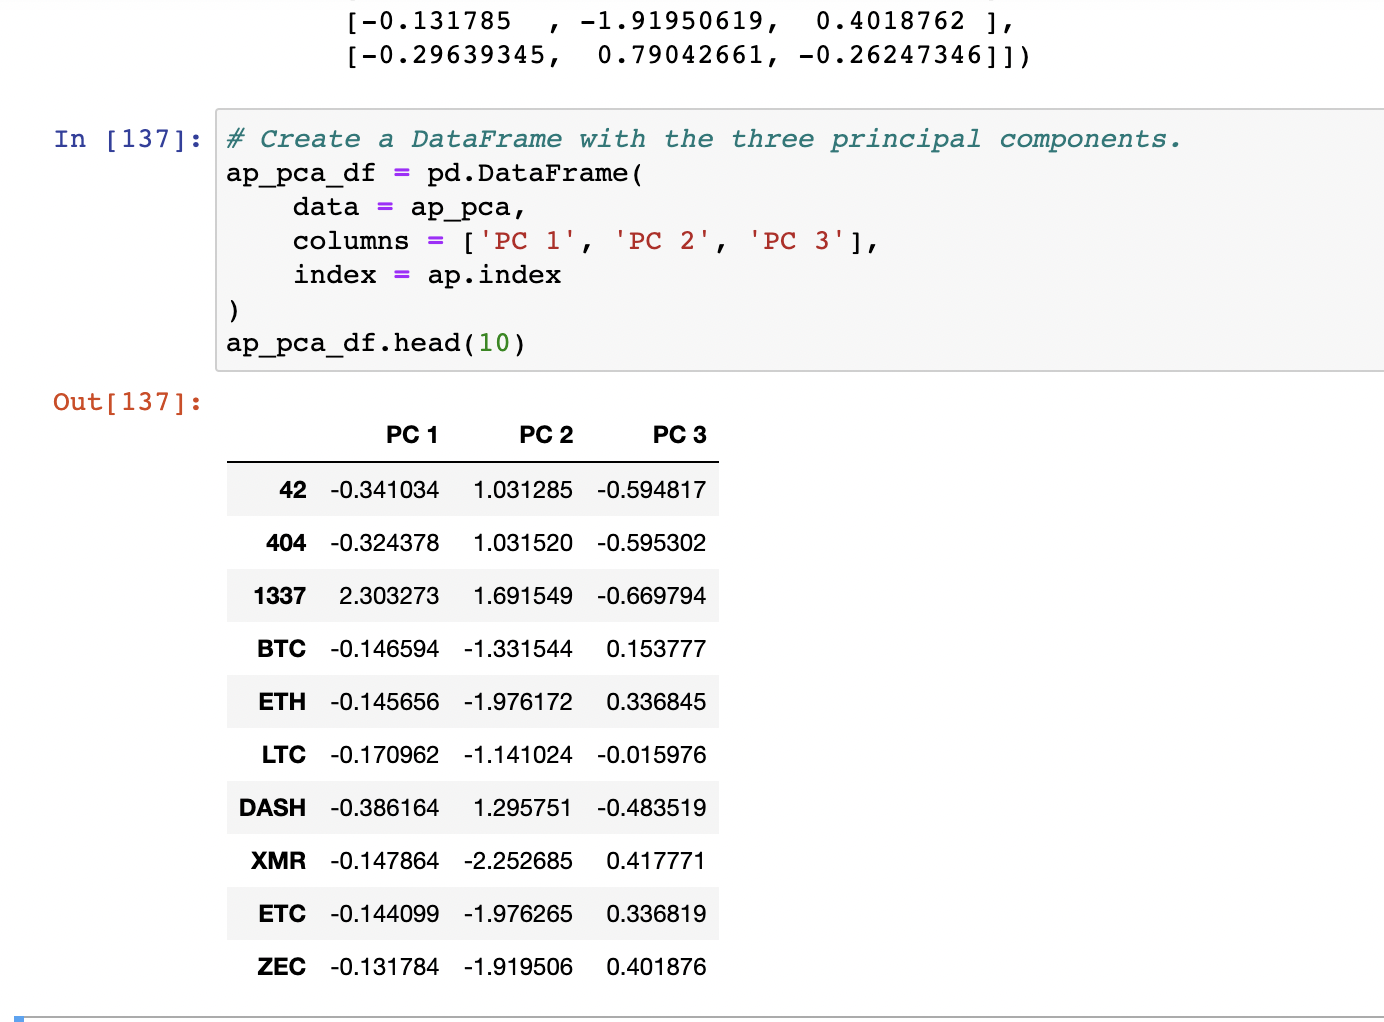 [-0.131785  , -1.91950619,  0.4018762 ],
[-0.29639345,  0.79042661, -0.26247346]])
In [137]: # Create a DataFrame with the three principal components.
ap_pca_df = pd.DataFrame(
    data = ap_pca,
    columns = ['PC 1', 'PC 2', 'PC 3'],
    index = ap.index
)
ap_pca_df.head(10)
Out[137]:
PC 1 PC 2 PC 3
42 -0.341034 1.031285 -0.594817
404 -0.324378 1.031520 -0.595302
1337 2.303273 1.691549 -0.669794
BTC -0.146594 -1.331544 0.153777
ETH -0.145656 -1.976172 0.336845
LTC -0.170962 -1.141024 -0.015976
DASH -0.386164 1.295751 -0.483519
XMR -0.147864 -2.252685 0.417771
ETC -0.144099 -1.976265 0.336819
ZEC -0.131784 -1.919506 0.401876